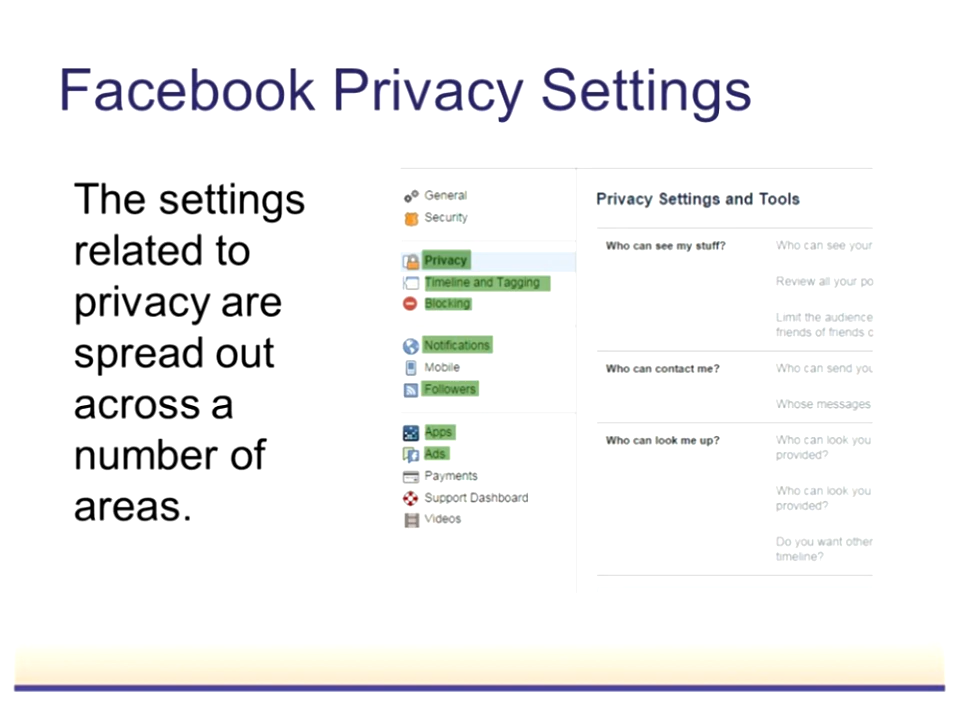 Facebook Privacy Settings
The settings
related to
privacy are
spread out
across a
number of
areas.
General
Security
Privacy
Timeline and Tagging
Blocking
Notifications
Mobile
Followers
Apps
Ads
Payments
Support Dashboard
Videos
Privacy Settings and Tools
Who can see my stuff?
Who can see your
Review all your po
Limit the audience
friends of friends o
Who can contact me?
Who can send you
Whose messages
Who can look me up?
Who can look you
provided?
Who can look you
provided?
Do you want other
timeline?